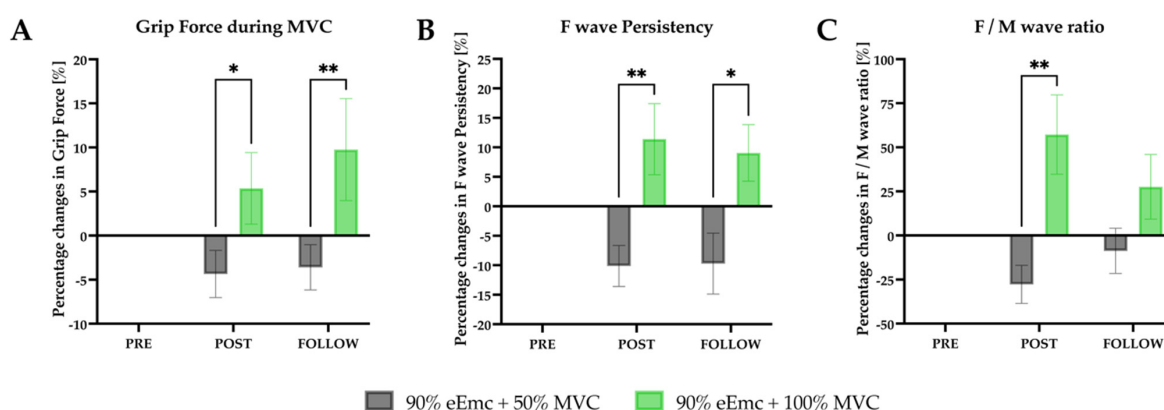 A
Grip Force during MVC
Percentage changes in Grip Force [%]
20
15
10
5
0
-5
-10
*
**
PRE
POST
FOLLOW
B
F wave Persistency
Percentage changes in F wave Persistency [%]
25
20
15
10
5
0
-5
-10
-15
-20
**
*
PRE
POST
FOLLOW
C
F / M wave ratio
Percentage changes in F / M wave ratio [%]
100
75
50
25
0
-25
-50
**
PRE
POST
FOLLOW
90% eEmc + 50% MVC
90% eEmc + 100% MVC